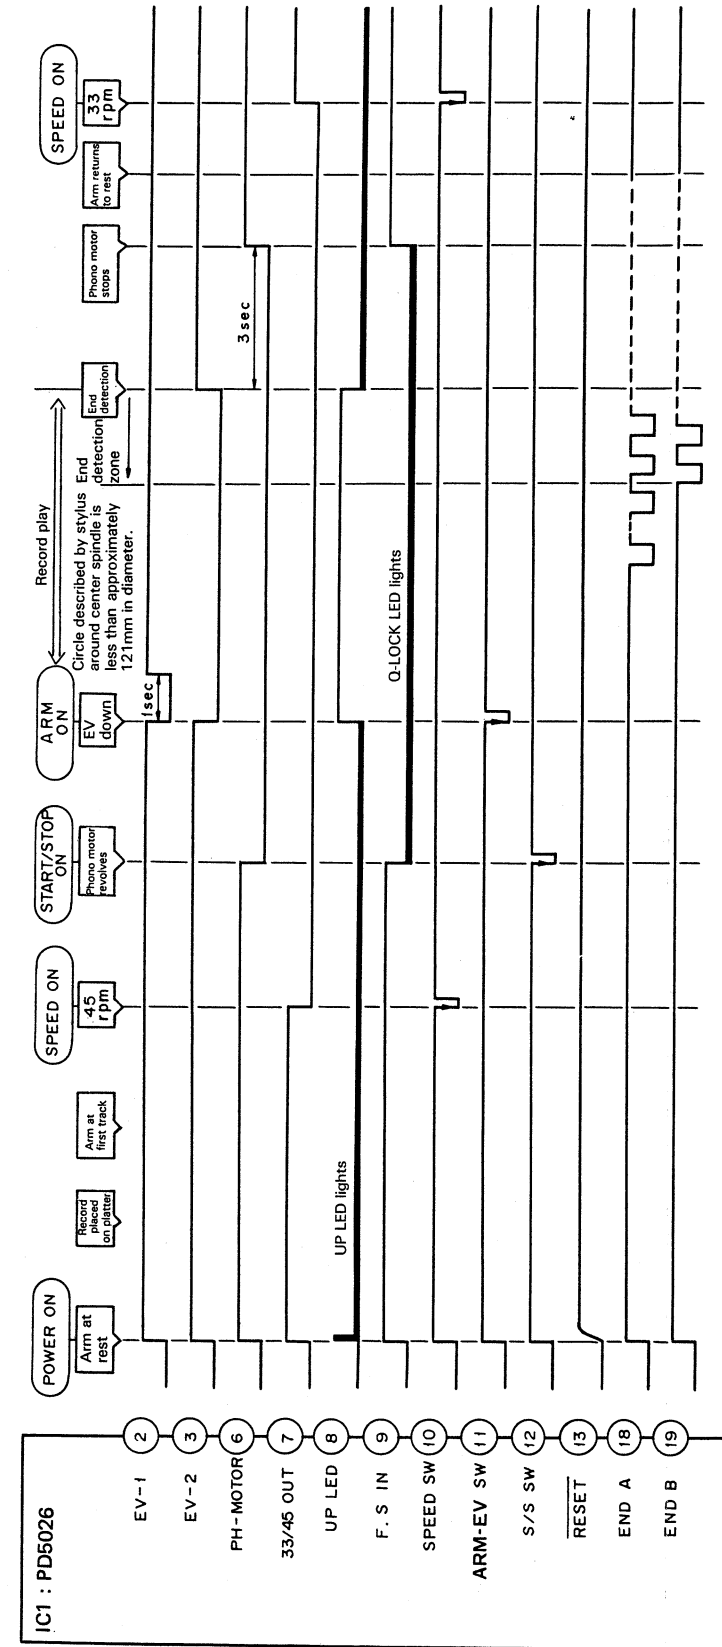 IC1 : PD5026
EV-1
2
EV-2
3
PH-MOTOR
6
33/45 OUT
7
UP LED
8
F. S IN
9
SPEED SW
10
ARM-EV SW
11
S/S SW
12
RESET
13
END A
18
END B
19
POWER ON
Arm at
rest
Record
placed
on platter
Arm at
first track
SPEED ON
45
rpm
START/STOP
ON
Phono motor
revolves
ARM
ON
EV
down
1sec
Record play
Circle described by stylus
around center spindle is
less than approximately
121mm in diameter.
End
detection
zone
End
detection
3sec
Phono motor
stops
Arm returns
to rest
SPEED ON
33
rpm
UP LED lights
Q-LOCK LED lights